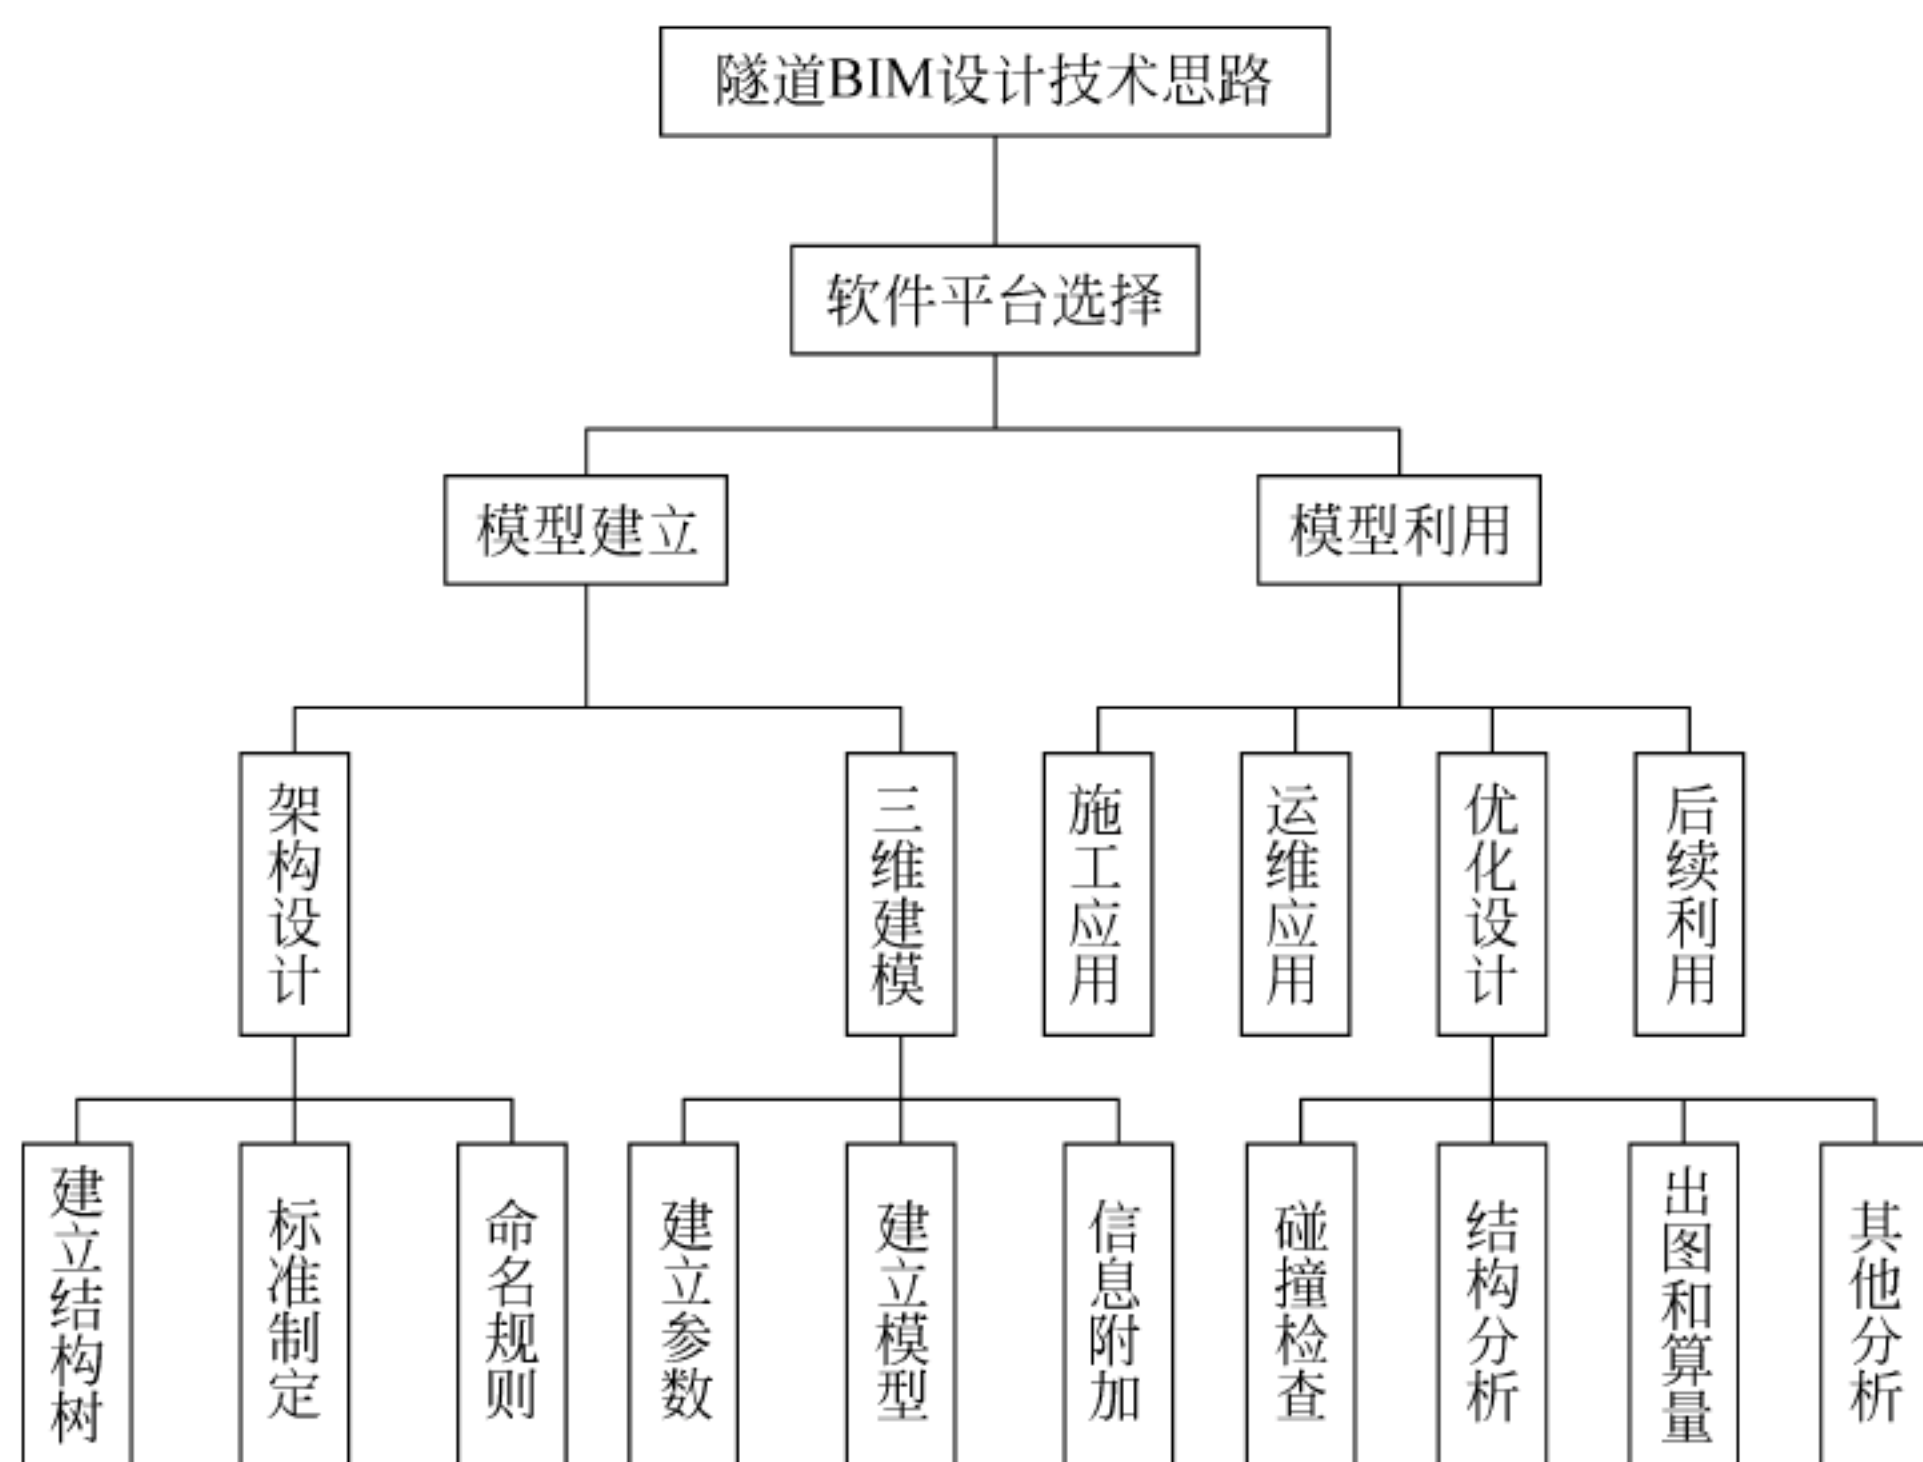 隧道BIM设计技术思路
软件平台选择
模型建立
模型利用
架构设计
三维建模
施工应用
运维应用
优化设计
后续利用
建立结构树
标准制定
命名规则
建立参数
建立模型
信息附加
碰撞检查
结构分析
出图和算量
其他分析